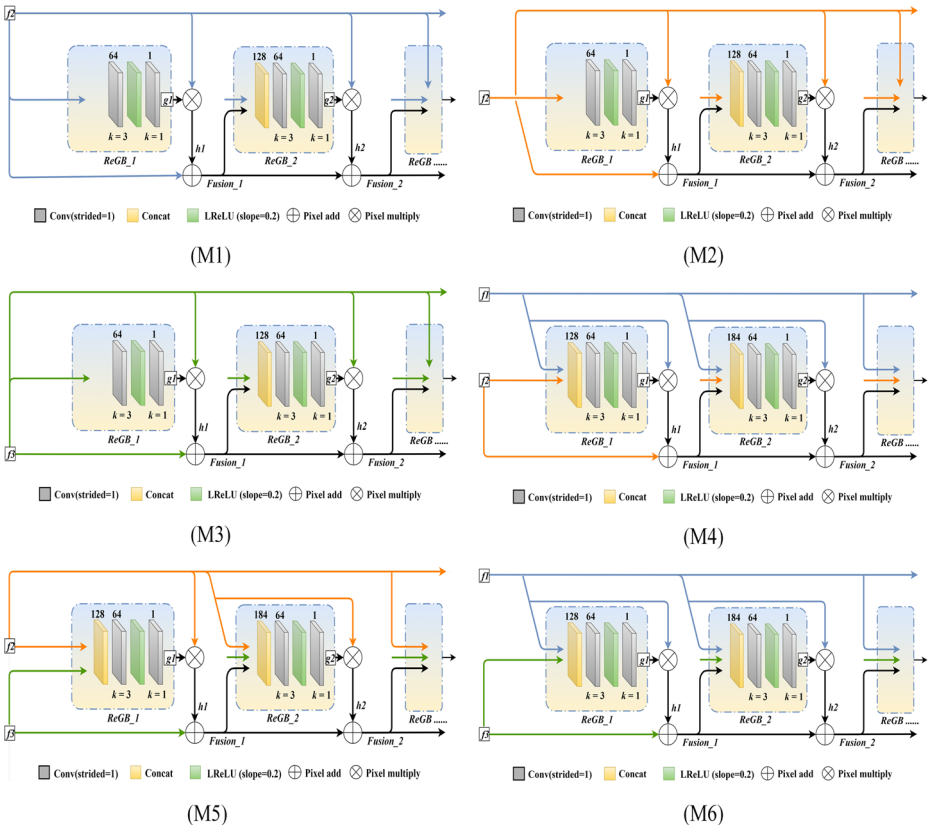 f2
64 1
g1
k = 3 k = 1
ReGB_1
h1
128 64 1
g2
k = 3 k = 1
ReGB_2
h2
ReGB ......
Fusion_1
Fusion_2
Conv(strided=1) Concat LReLU (slope=0.2) Pixel add Pixel multiply
(M1)
f2
64 1
g1
k = 3 k = 1
ReGB_1
h1
128 64 1
g2
k = 3 k = 1
ReGB_2
h2
ReGB ......
Fusion_1
Fusion_2
Conv(strided=1) Concat LReLU (slope=0.2) Pixel add Pixel multiply
(M2)
f3
64 1
g1
k = 3 k = 1
ReGB_1
h1
128 64 1
g2
k = 3 k = 1
ReGB_2
h2
ReGB ......
Fusion_1
Fusion_2
Conv(strided=1) Concat LReLU (slope=0.2) Pixel add Pixel multiply
(M3)
f1
f2
128 64 1
g1
k = 3 k = 1
ReGB_1
h1
184 64 1
g2
k = 3 k = 1
ReGB_2
h2
ReGB ......
Fusion_1
Fusion_2
Conv(strided=1) Concat LReLU (slope=0.2) Pixel add Pixel multiply
(M4)
f2
f3
128 64 1
g1
k = 3 k = 1
ReGB_1
h1
184 64 1
g2
k = 3 k = 1
ReGB_2
h2
ReGB ......
Fusion_1
Fusion_2
Conv(strided=1) Concat LReLU (slope=0.2) Pixel add Pixel multiply
(M5)
f1
f3
128 64 1
g1
k = 3 k = 1
ReGB_1
h1
184 64 1
g2
k = 3 k = 1
ReGB_2
h2
ReGB ......
Fusion_1
Fusion_2
Conv(strided=1) Concat LReLU (slope=0.2) Pixel add Pixel multiply
(M6)